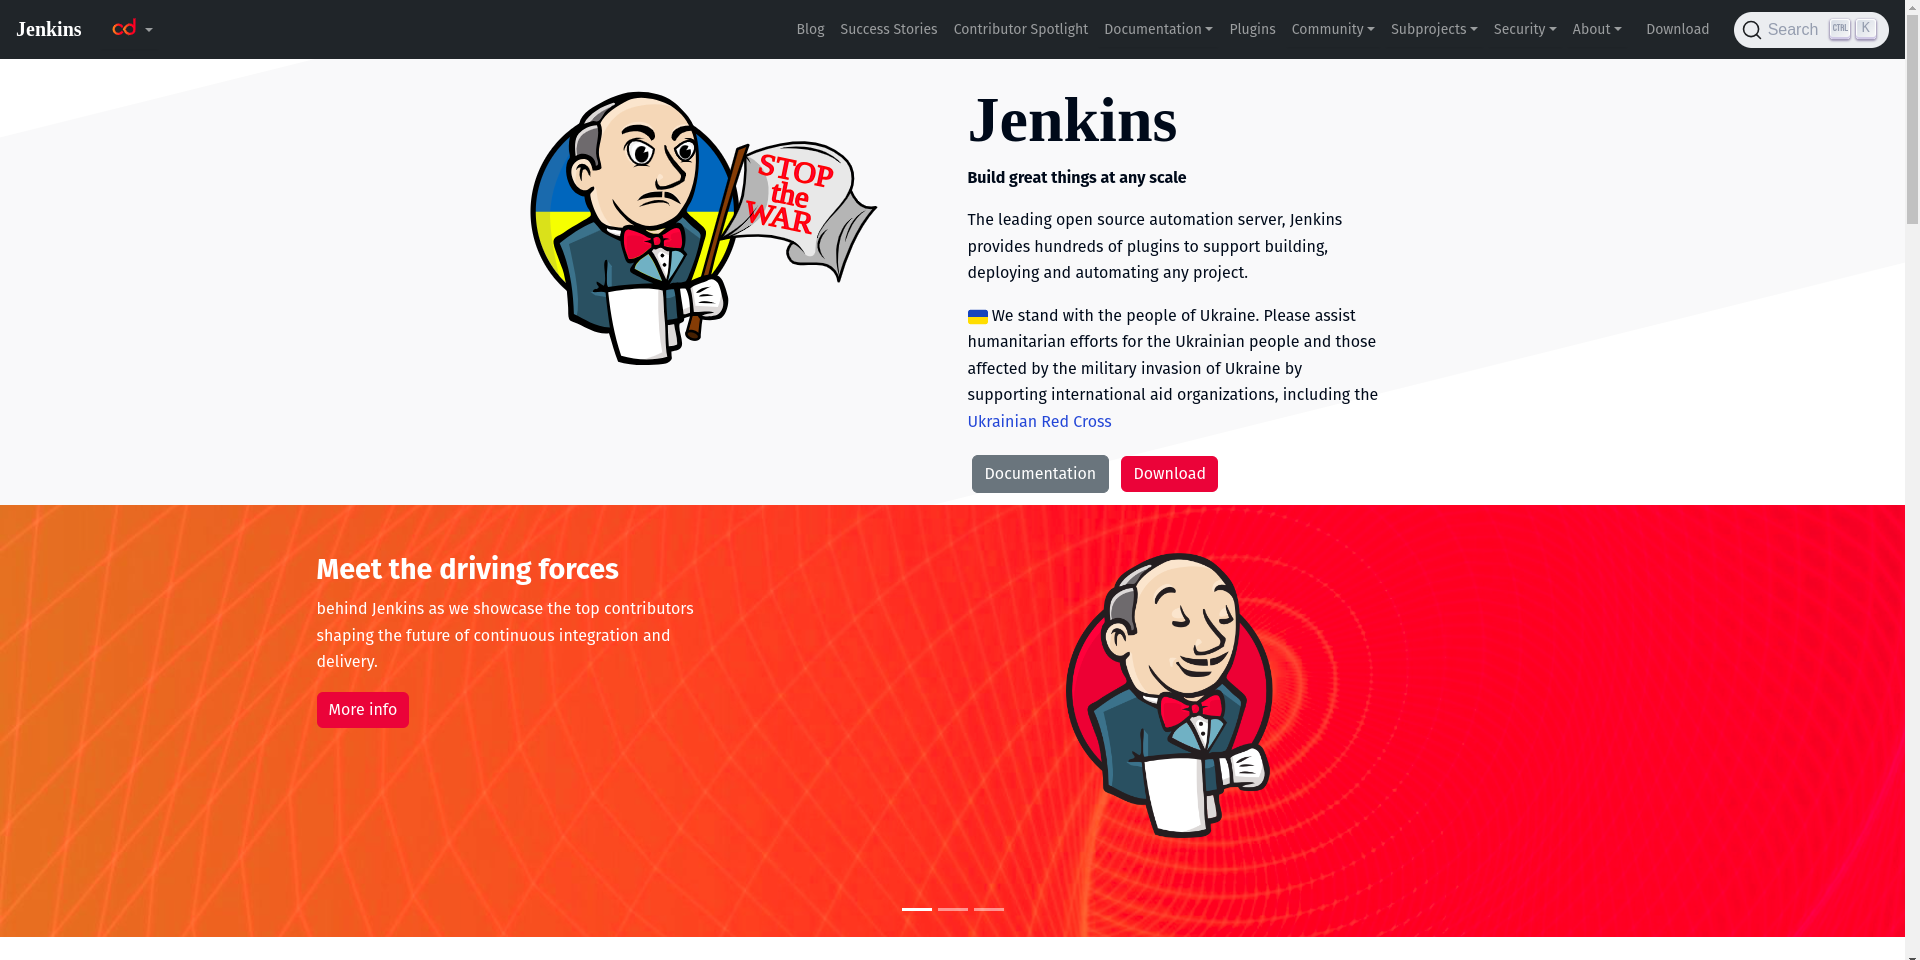 Jenkins
Blog Success Stories Contributor Spotlight Documentation Plugins Community Subprojects Security About Download Search CTRL K
STOP
the
WAR
Jenkins
Build great things at any scale
The leading open source automation server, Jenkins
provides hundreds of plugins to support building,
deploying and automating any project.
We stand with the people of Ukraine. Please assist
humanitarian efforts for the Ukrainian people and those
affected by the military invasion of Ukraine by
supporting international aid organizations, including the
Ukrainian Red Cross
Documentation Download
Meet the driving forces
behind Jenkins as we showcase the top contributors
shaping the future of continuous integration and
delivery.
More info